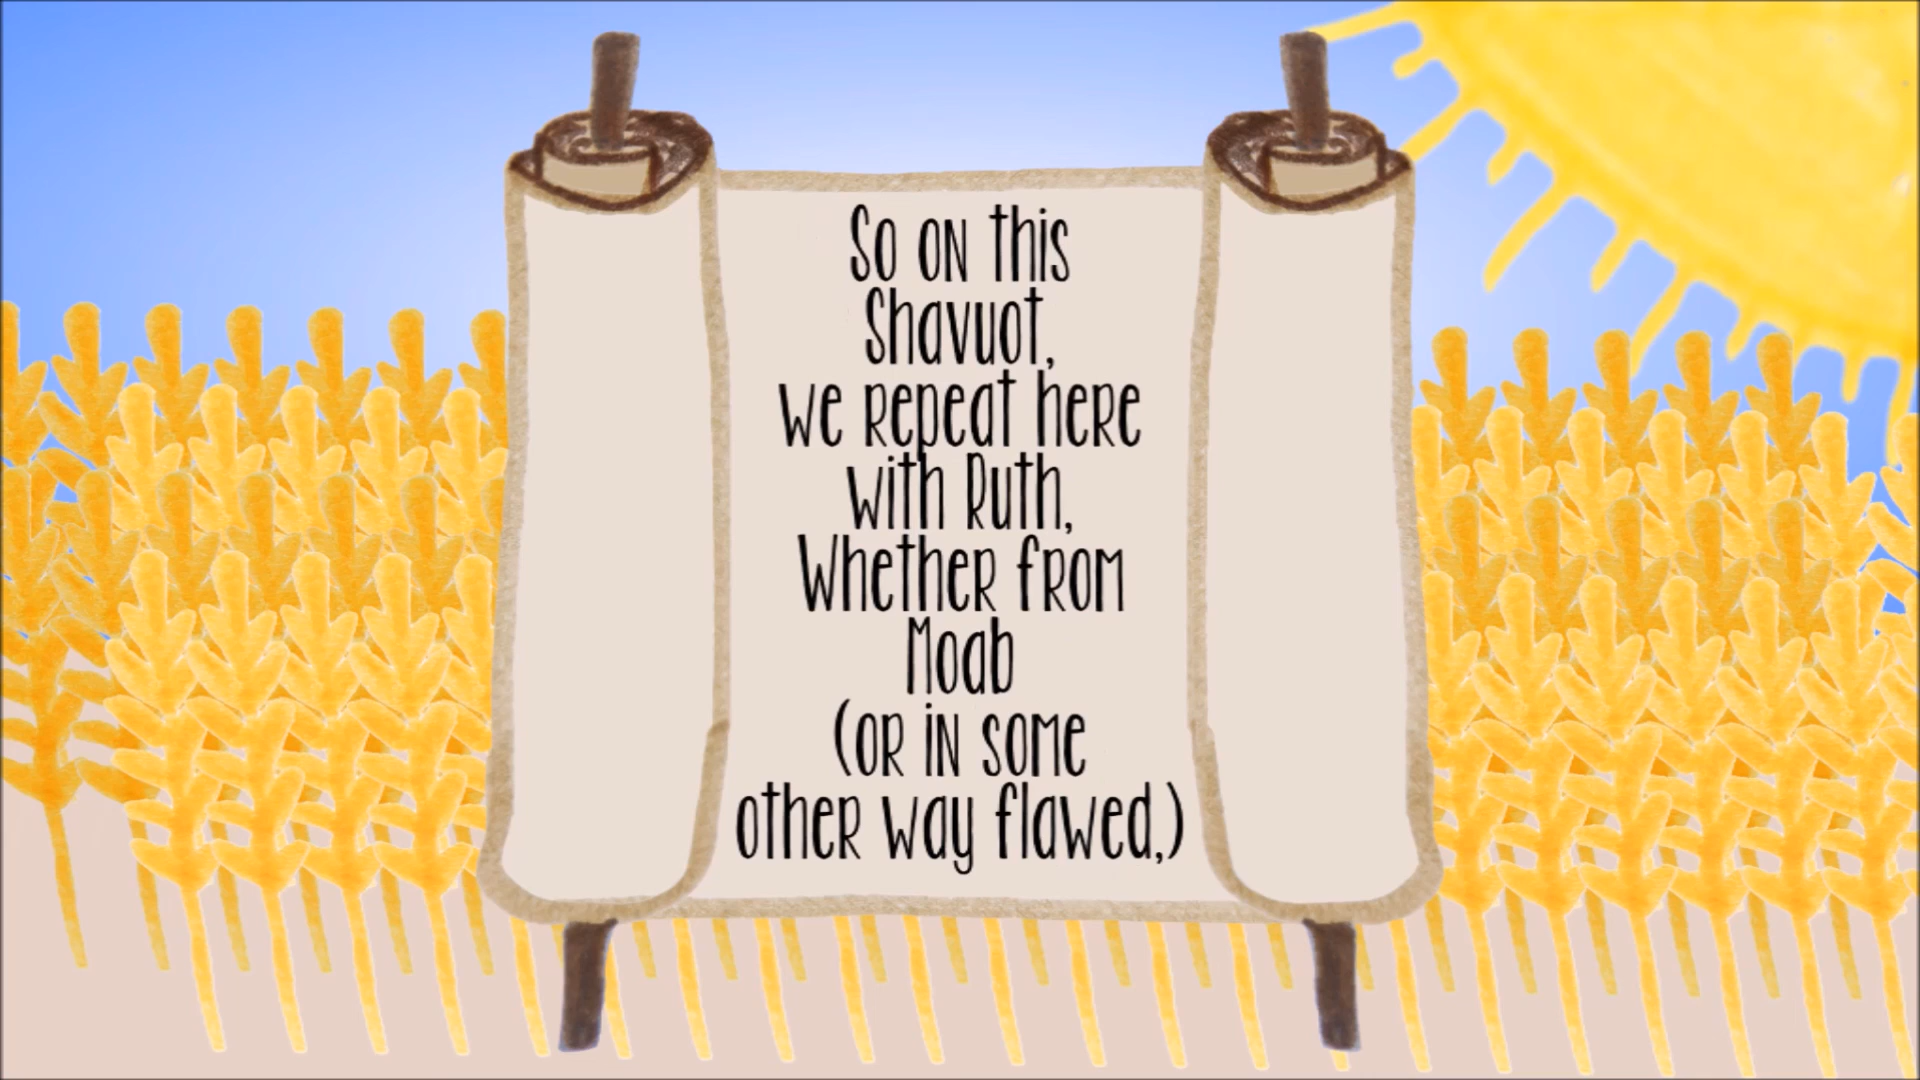 So on this
Shavuot,
we repeat here
with Ruth,
Whether from
Moab
(or in some
other way flawed,)